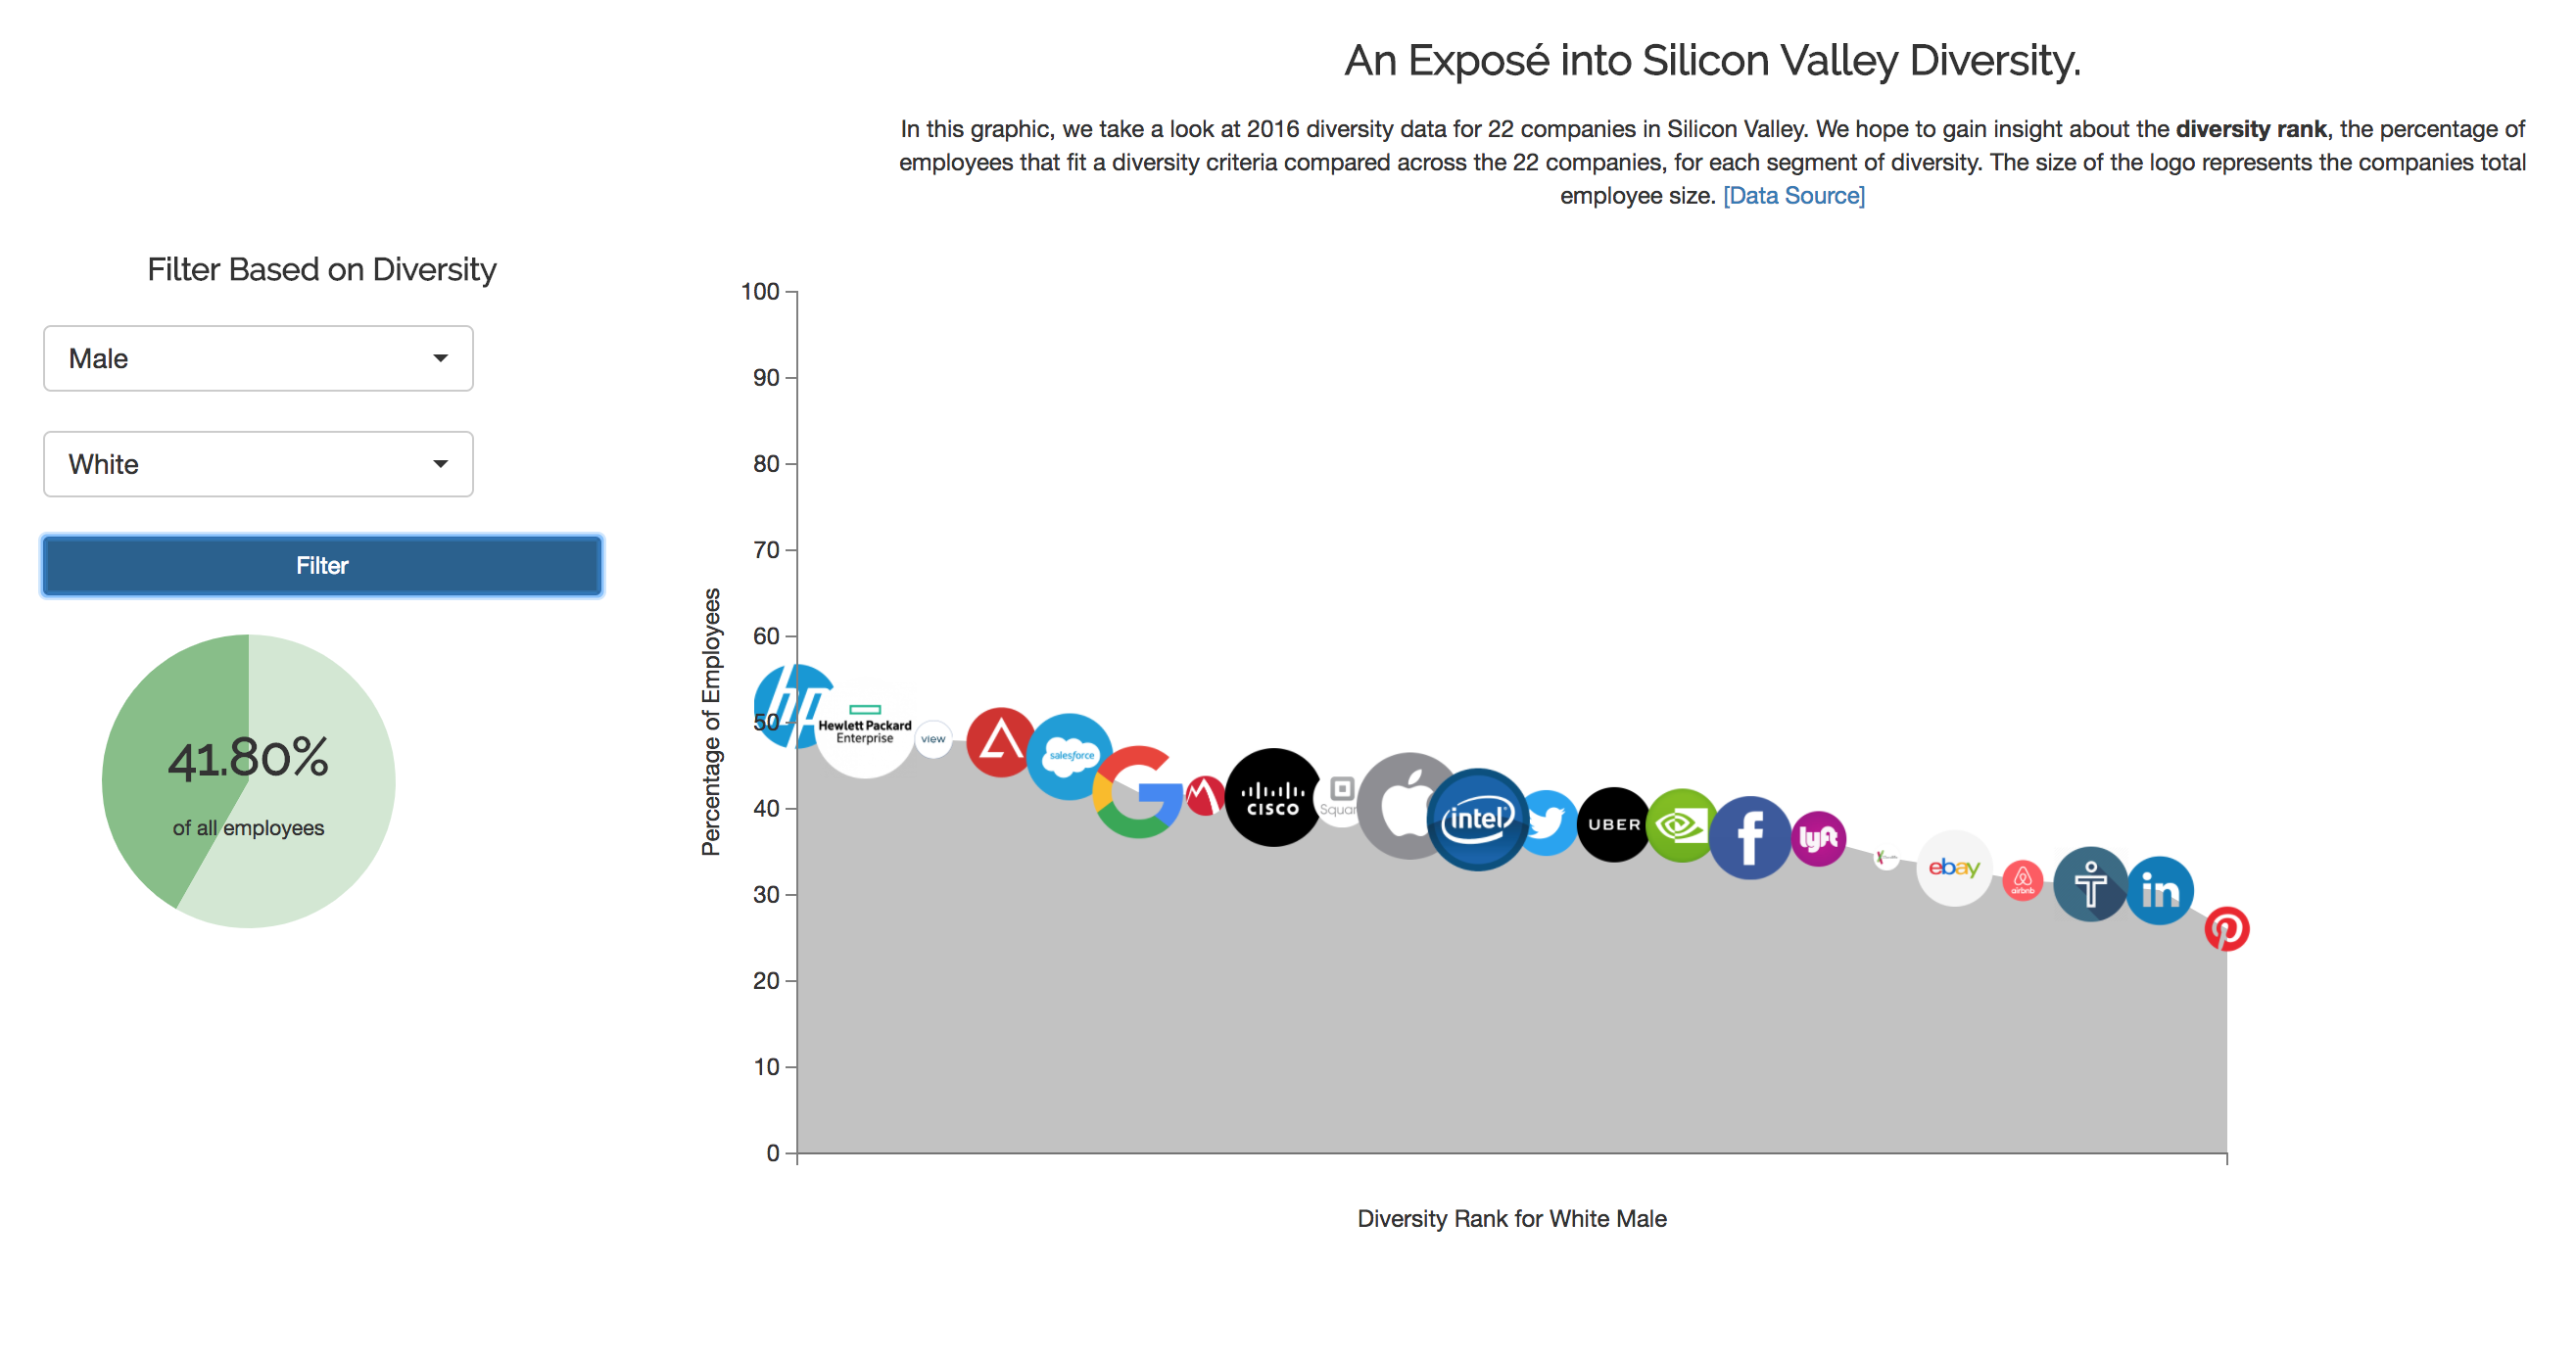 An Exposé into Silicon Valley Diversity.
In this graphic, we take a look at 2016 diversity data for 22 companies in Silicon Valley. We hope to gain insight about the diversity rank, the percentage of
employees that fit a diversity criteria compared across the 22 companies, for each segment of diversity. The size of the logo represents the companies total
employee size. [Data Source]
Filter Based on Diversity
Male
White
Filter
41.80%
of all employees
Percentage of Employees
100
90
80
70
60
50
40
30
20
10
0
hp
Hewlett Packard
Enterprise
view
salesforce
G
CISCO
Squar
intel
UBER
f
lyft
ebay
airbnb
in
Diversity Rank for White Male